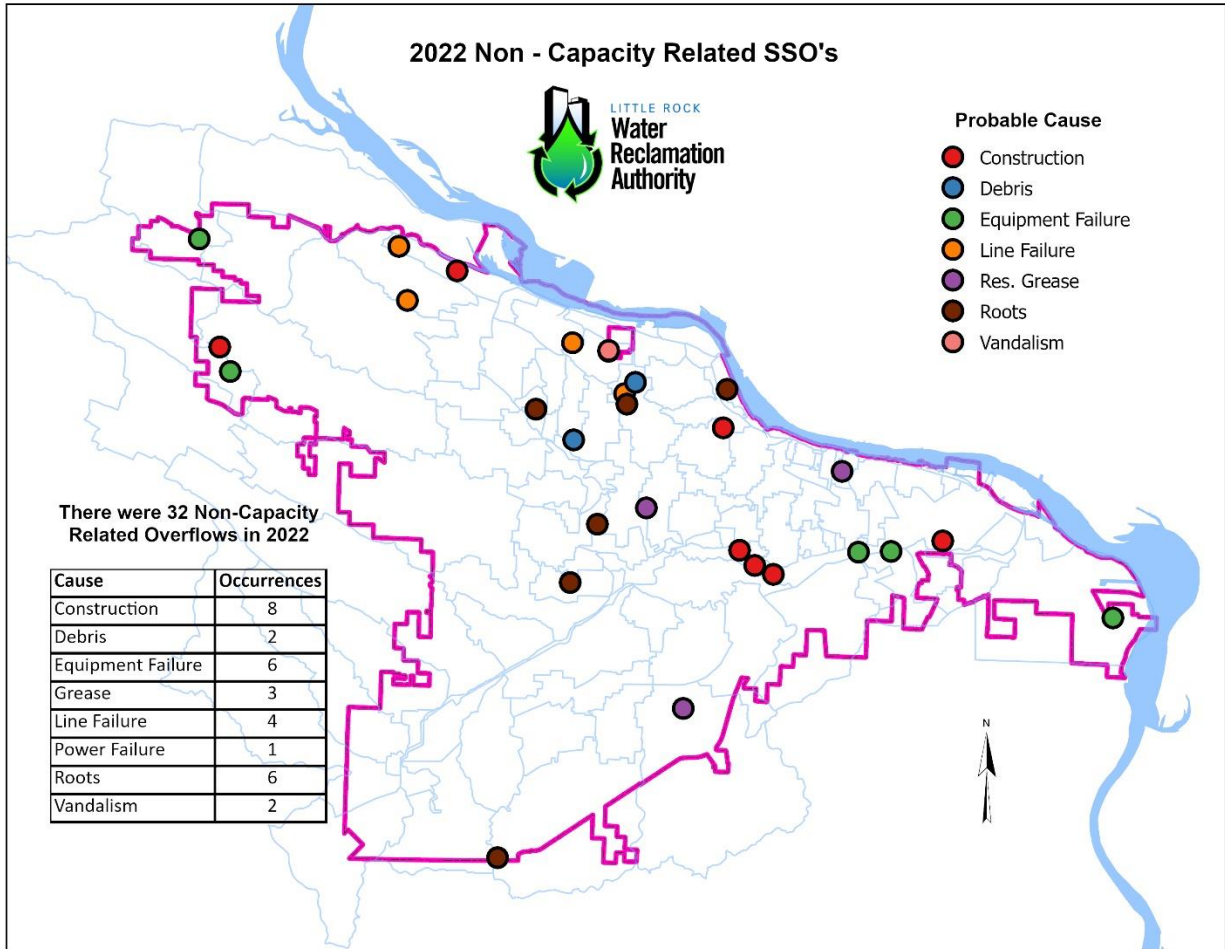 2022 Non - Capacity Related SSO's
LITTLE ROCK
Water
Reclamation
Authority
Probable Cause
Construction
Debris
Equipment Failure
Line Failure
Res. Grease
Roots
Vandalism
There were 32 Non-Capacity
Related Overflows in 2022
Cause Occurrences
Construction 8
Debris 2
Equipment Failure 6
Grease 3
Line Failure 4
Power Failure 1
Roots 6
Vandalism 2
N